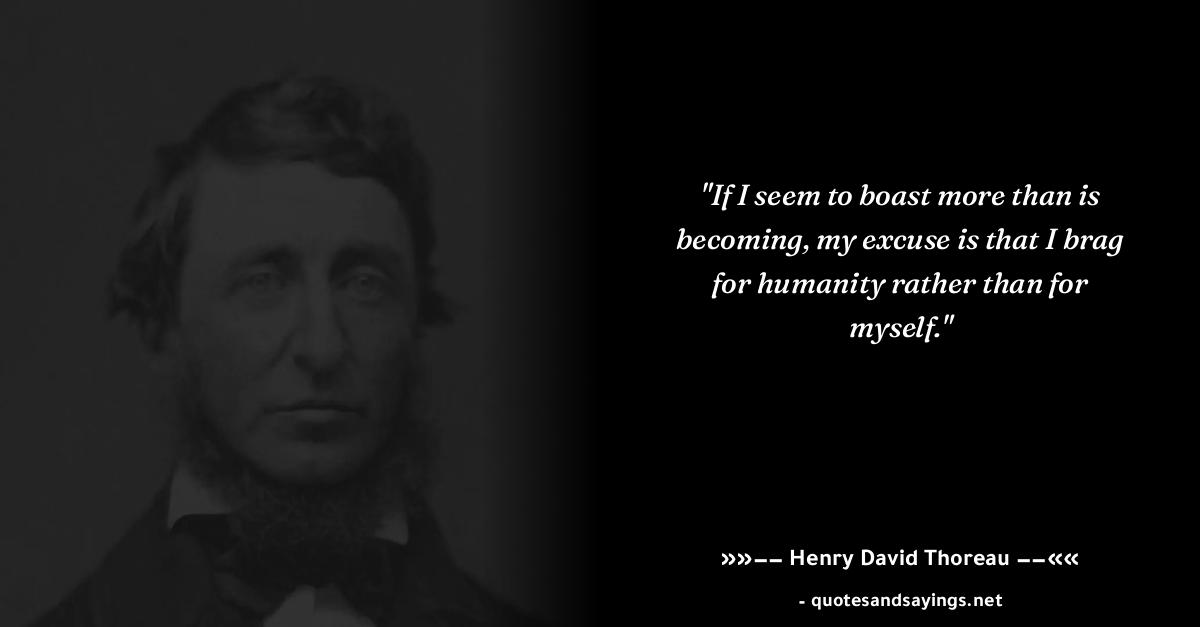 "If I seem to boast more than is
becoming, my excuse is that I brag
for humanity rather than for
myself."
»»−− Henry David Thoreau −−««
- quotesandsayings.net